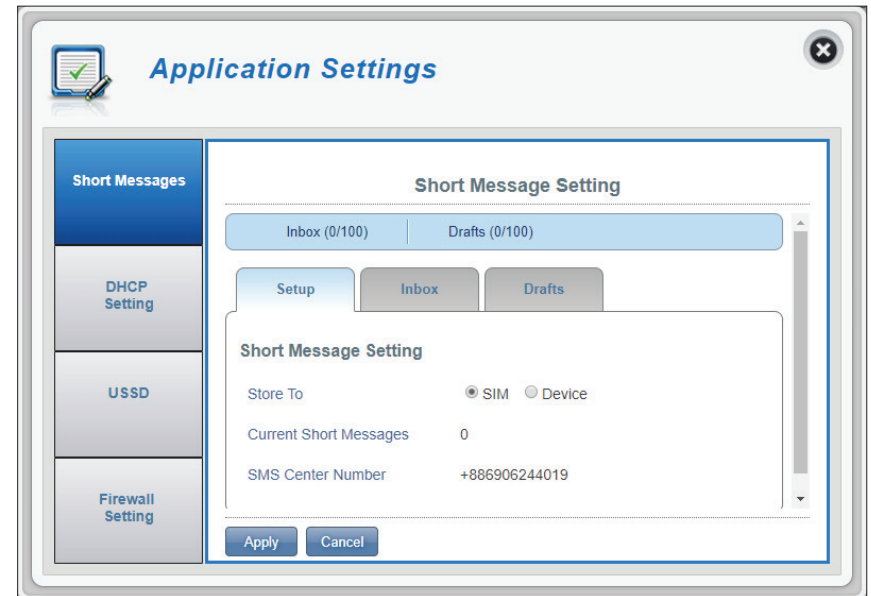 Application Settings
Short Messages
DHCP
Setting
USSD
Firewall
Setting
Short Message Setting
Inbox (0/100) Drafts (0/100)
Setup Inbox Drafts
Short Message Setting
Store To SIM Device
Current Short Messages 0
SMS Center Number +886906244019
Apply Cancel